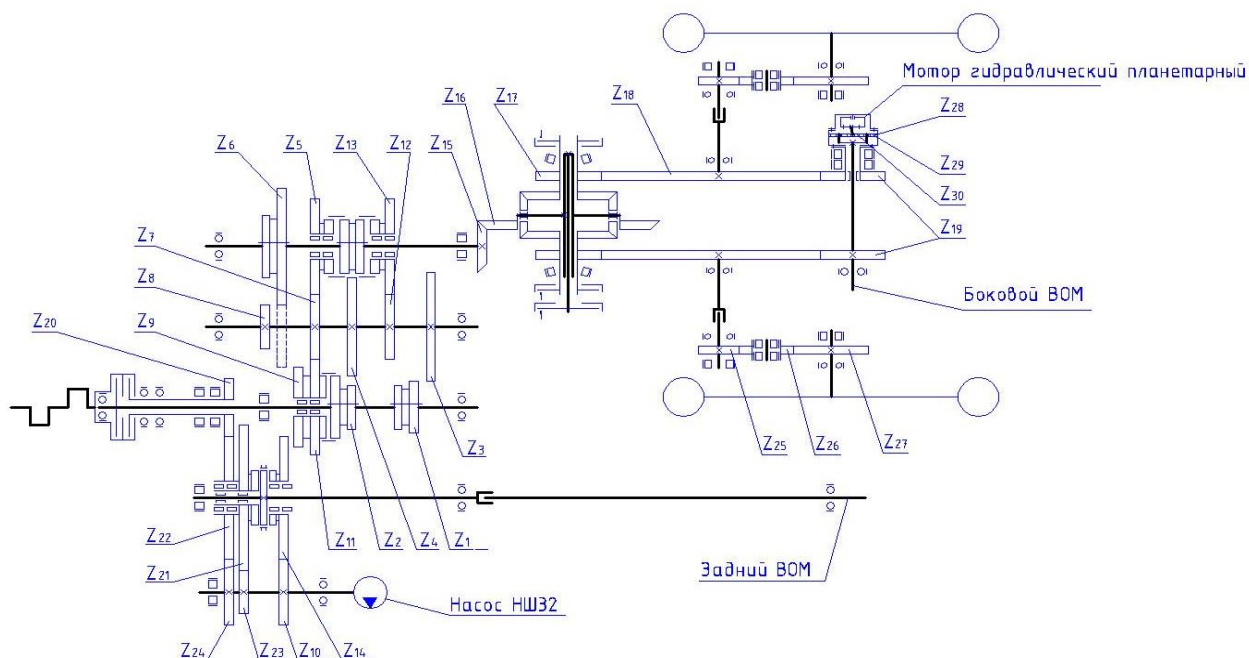 Мотор гидравлический планетарный
Z16
Z17
Z18
Z28
Z6
Z5
Z13
Z12
Z15
Z29
Z30
Z7
Z19
Z8
Боковой ВОМ
Z20
Z9
Z3
Z25
Z26
Z27
Z22
Z11
Z2
Z4
Z1
Z21
Задний ВОМ
Насос НШ32
Z24
Z23
Z10
Z14